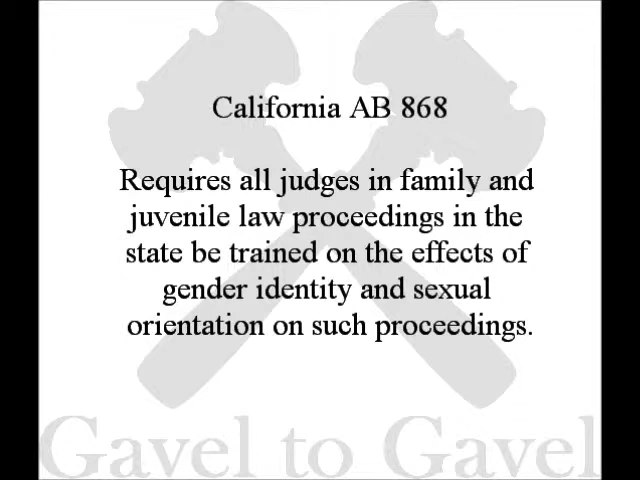 California AB 868
Requires all judges in family and
juvenile law proceedings in the
state be trained on the effects of
gender identity and sexual
orientation on such proceedings.
Gavel to Gavel